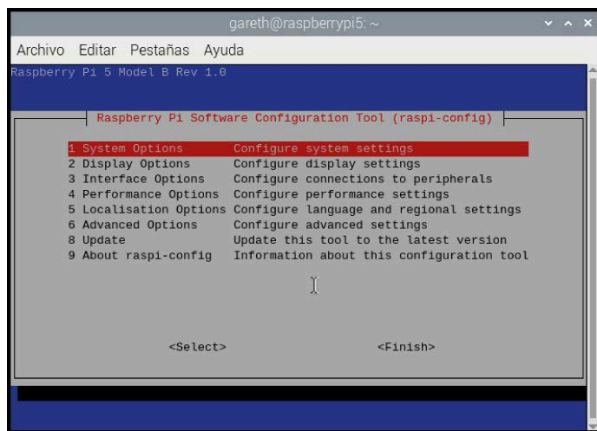 gareth@raspberrypi5: ~
Archivo Editar Pestañas Ayuda
Raspberry Pi 5 Model B Rev 1.0
Raspberry Pi Software Configuration Tool (raspi-config)
1 System Options Configure system settings
2 Display Options Configure display settings
3 Interface Options Configure connections to peripherals
4 Performance Options Configure performance settings
5 Localisation Options Configure language and regional settings
6 Advanced Options Configure advanced settings
8 Update Update this tool to the latest version
9 About raspi-config Information about this configuration tool
<Select> <Finish>